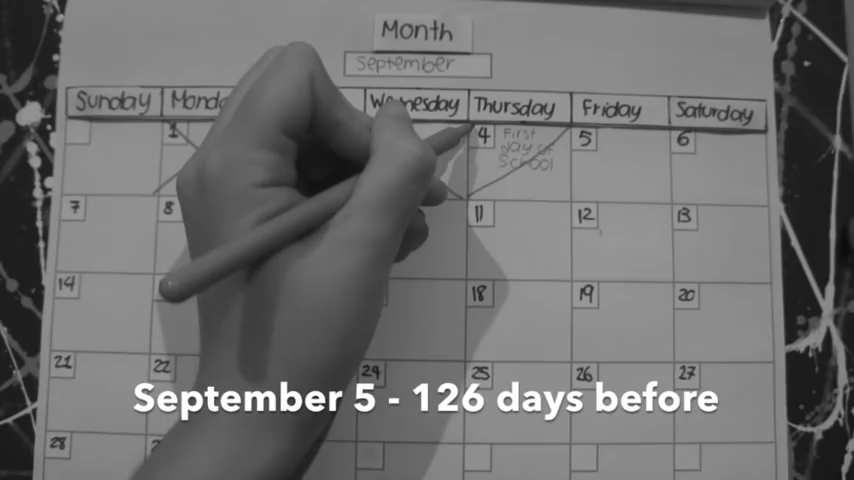 Month
September
Sunday Monda Wednesday Thursday Friday Saturday
1 4 First day of School 5 6
7 8 11 12 13
14 18 19 20
21 22 24 25 26 27
September 5 - 126 days before
28